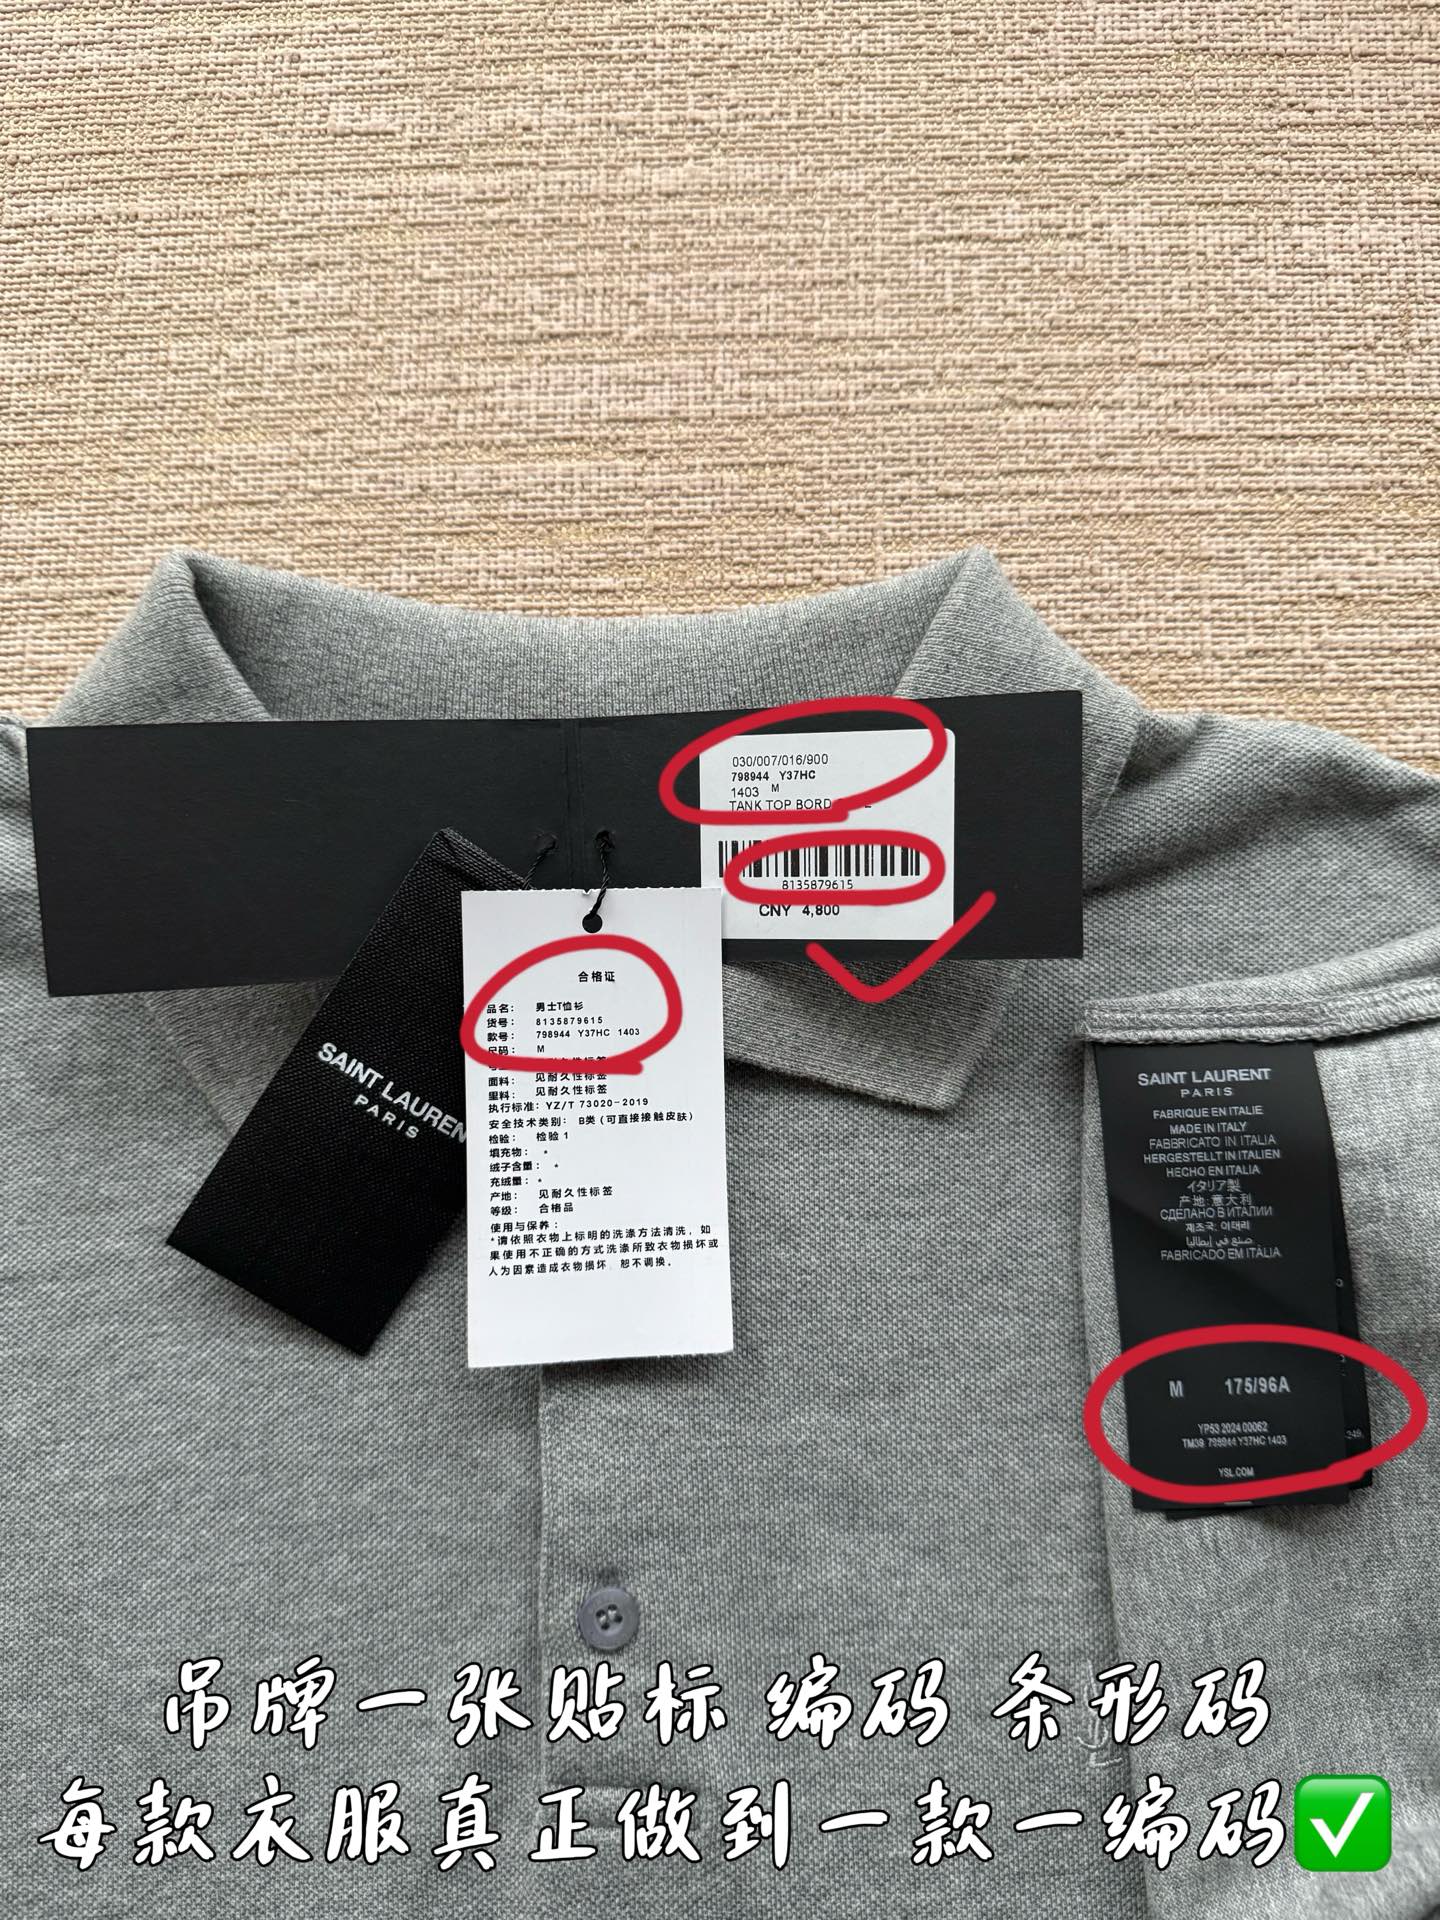 030/007/016/900
798944 Y37HC
1403 M
TANK TOP BORD
8135879615
CNY 4,800
SAINT LAUREN
PARIS
合格证
品名: 男士T恤衫
货号: 8135879615
款号: 798944 Y37HC 1403
尺码: M
面料: 见耐久性标签
里料: 见耐久性标签
执行标准: YZ/T 73020-2019
安全技术类别: B类 (可直接接触皮肤)
检验: 检验1
填充物: *
绒子含量: *
充绒量: *
产地: 见耐久性标签
等级: 合格品
使用与保养:
*请依照衣物上标明的洗涤方法清洗，如
果使用不正确的方式洗涤所致衣物损坏或
人为因素造成衣物损坏，恕不调换。
SAINT LAURENT
PARIS
FABRIQUE EN ITALIE
MADE IN ITALY
FABBRICATO IN ITALIA
HERGESTELLT IN ITALIEN
HECHO EN ITALIA
イタリア製
产地:意大利
СДЕЛАНО В ИТАЛИИ
제조국: 이태리
صنع في إيطاليا
FABRICADO EM ITÁLIA
M 175/96A
YP53 2024 00062
TM39 798944 Y37HC 1403
YSL.COM
吊牌一张贴标 编码 条形码
每款衣服真正做到一款一编码✅